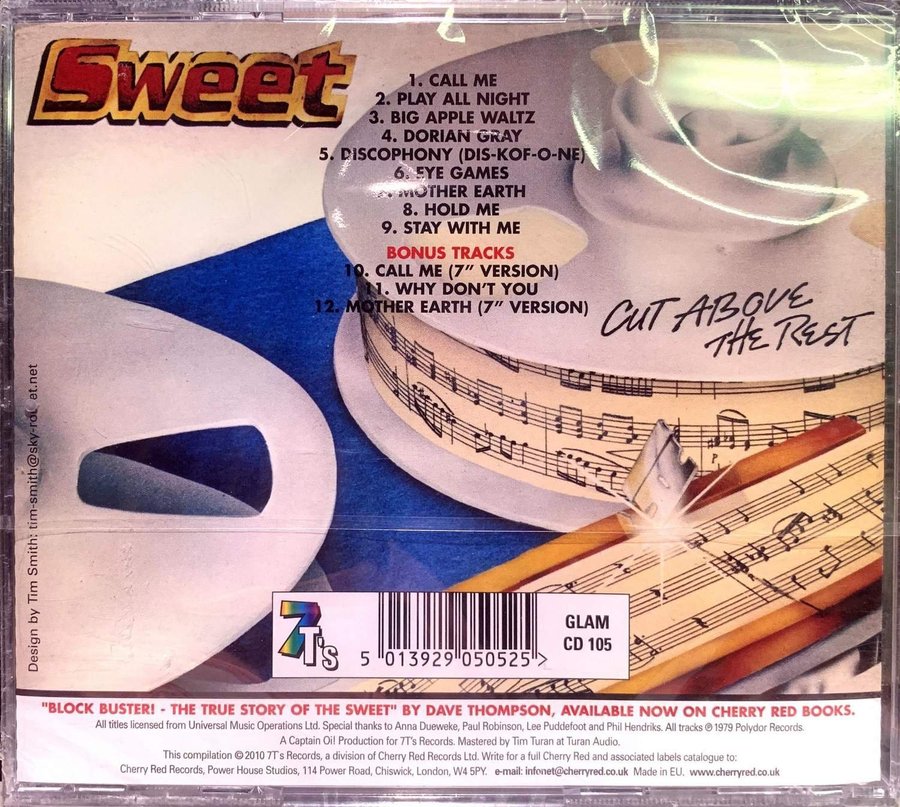 Sweet
1. CALL ME
2. PLAY ALL NIGHT
3. BIG APPLE WALTZ
4. DORIAN GRAY
5. DISCOPHONY (DIS-KOF-O-NE)
6. EYE GAMES
7. MOTHER EARTH
8. HOLD ME
9. STAY WITH ME
BONUS TRACKS
10. CALL ME (7" VERSION)
11. WHY DON'T YOU
12. MOTHER EARTH (7" VERSION)
CUT ABOVE
THE REST
Design by Tim Smith:
7T's
5 013929 050525 >
GLAM
CD 105
"BLOCK BUSTER! - THE TRUE STORY OF THE SWEET" BY DAVE THOMPSON, AVAILABLE NOW ON CHERRY RED BOOKS.
All titles licensed from Universal Music Operations Ltd. Special thanks to Anna Dueweke, Paul Robinson, Lee Puddefoot and Phil Hendriks. All tracks ℗ 1979 Polydor Records.
A Captain Oi! Production for 7T's Records. Mastered by Tim Turan at Turan Audio.
This compilation © 2010 7T's Records, a division of Cherry Red Records Ltd. Write for a full Cherry Red and associated labels catalogue to:
Cherry Red Records, Power House Studios, 114 Power Road, Chiswick, London, W4 5PY. e-mail: infonet@cherryred.co.uk Made in EU. www.cherryred.co.uk